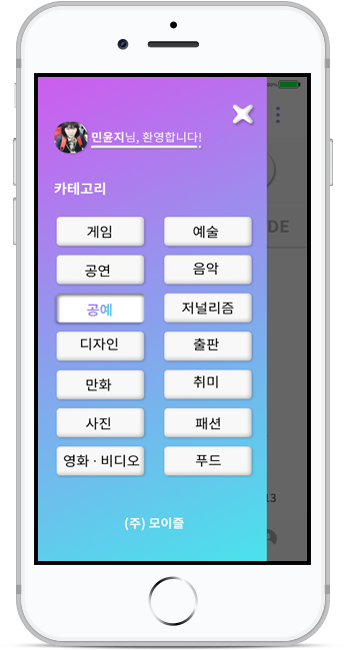 민윤지님, 환영합니다!
카테고리
게임 예술
공연 음악
공예 저널리즘
디자인 출판
만화 취미
사진 패션
영화 · 비디오 푸드
(주) 모이즐
DE
13